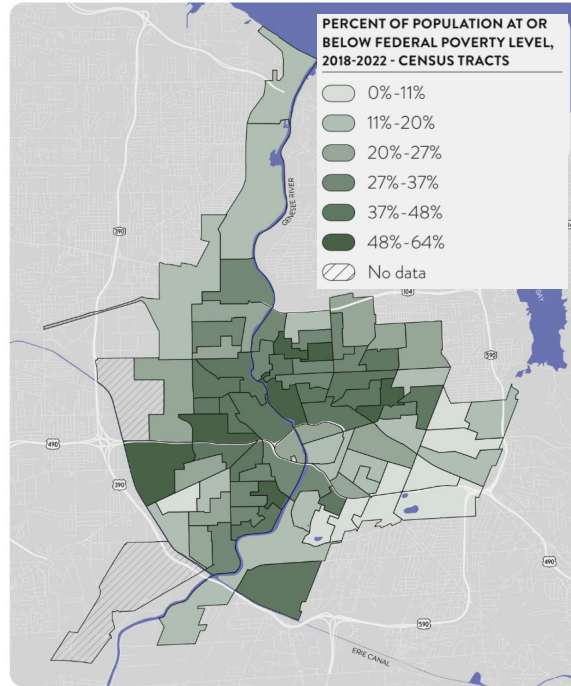 PERCENT OF POPULATION AT OR
BELOW FEDERAL POVERTY LEVEL,
2018-2022 - CENSUS TRACTS
0%-11%
11%-20%
20%-27%
27%-37%
37%-48%
48%-64%
No data
GENESEE RIVER
390
104
BAY
590
490
390
490
590
ERIE CANAL